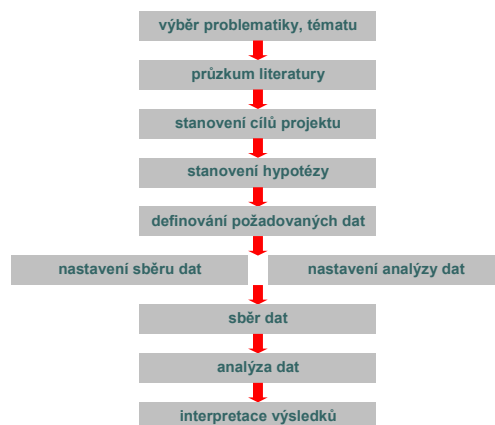 výběr problematiky, tématu
průzkum literatury
stanovení cílů projektu
stanovení hypotézy
definování požadovaných dat
nastavení sběru dat
nastavení analýzy dat
sběr dat
analýza dat
interpretace výsledků